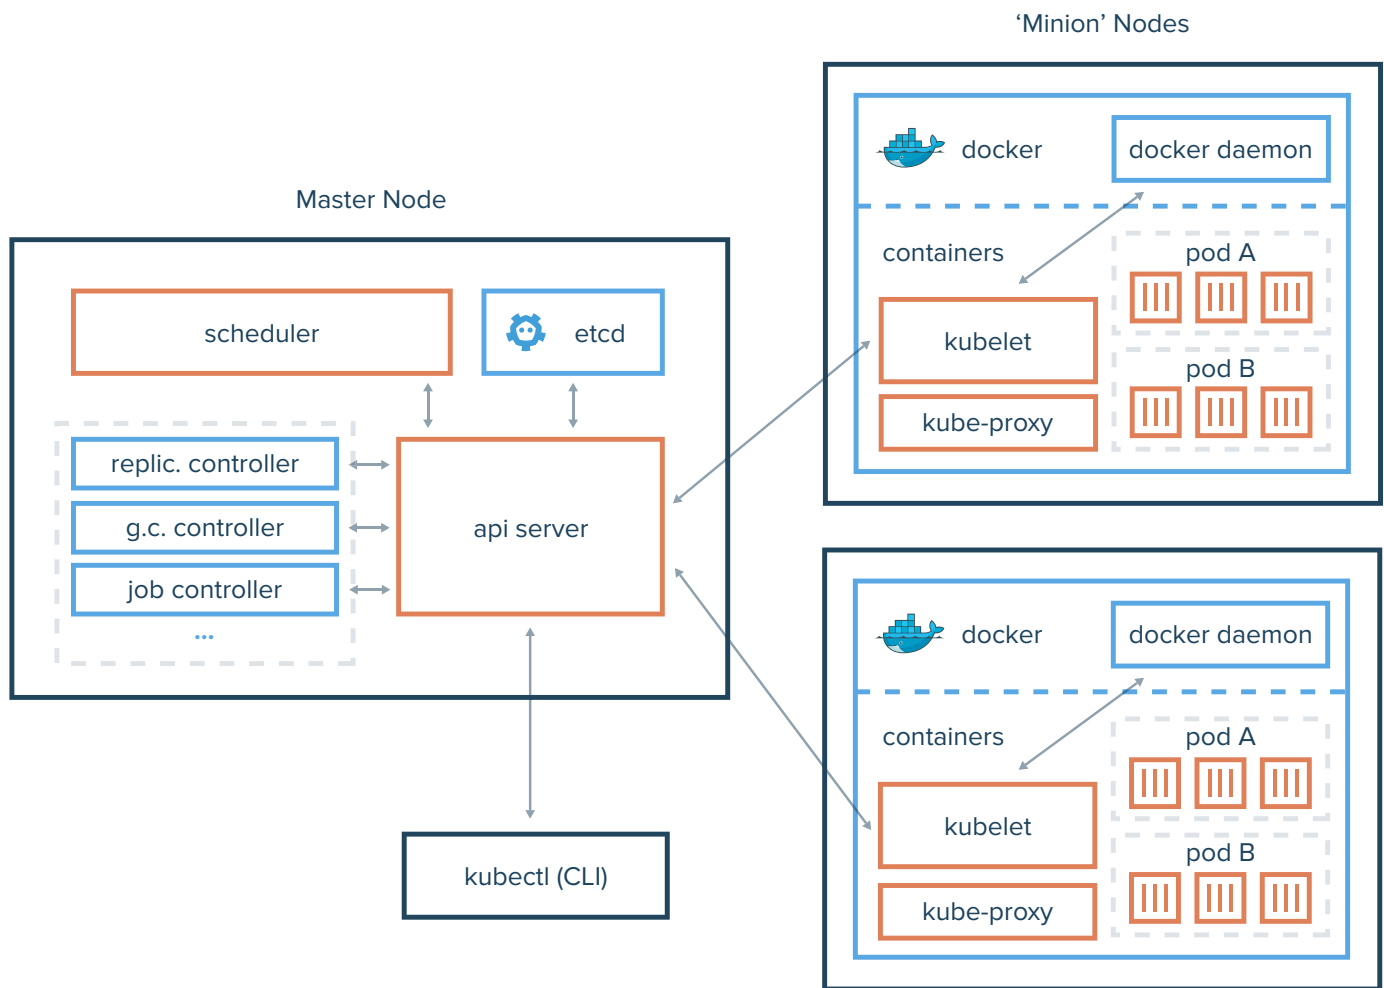 ‘Minion’ Nodes
docker
docker daemon
containers
pod A
kubelet
pod B
kube-proxy
Master Node
scheduler
etcd
replic. controller
g.c. controller
job controller
...
api server
kubectl (CLI)
docker
docker daemon
containers
pod A
kubelet
pod B
kube-proxy